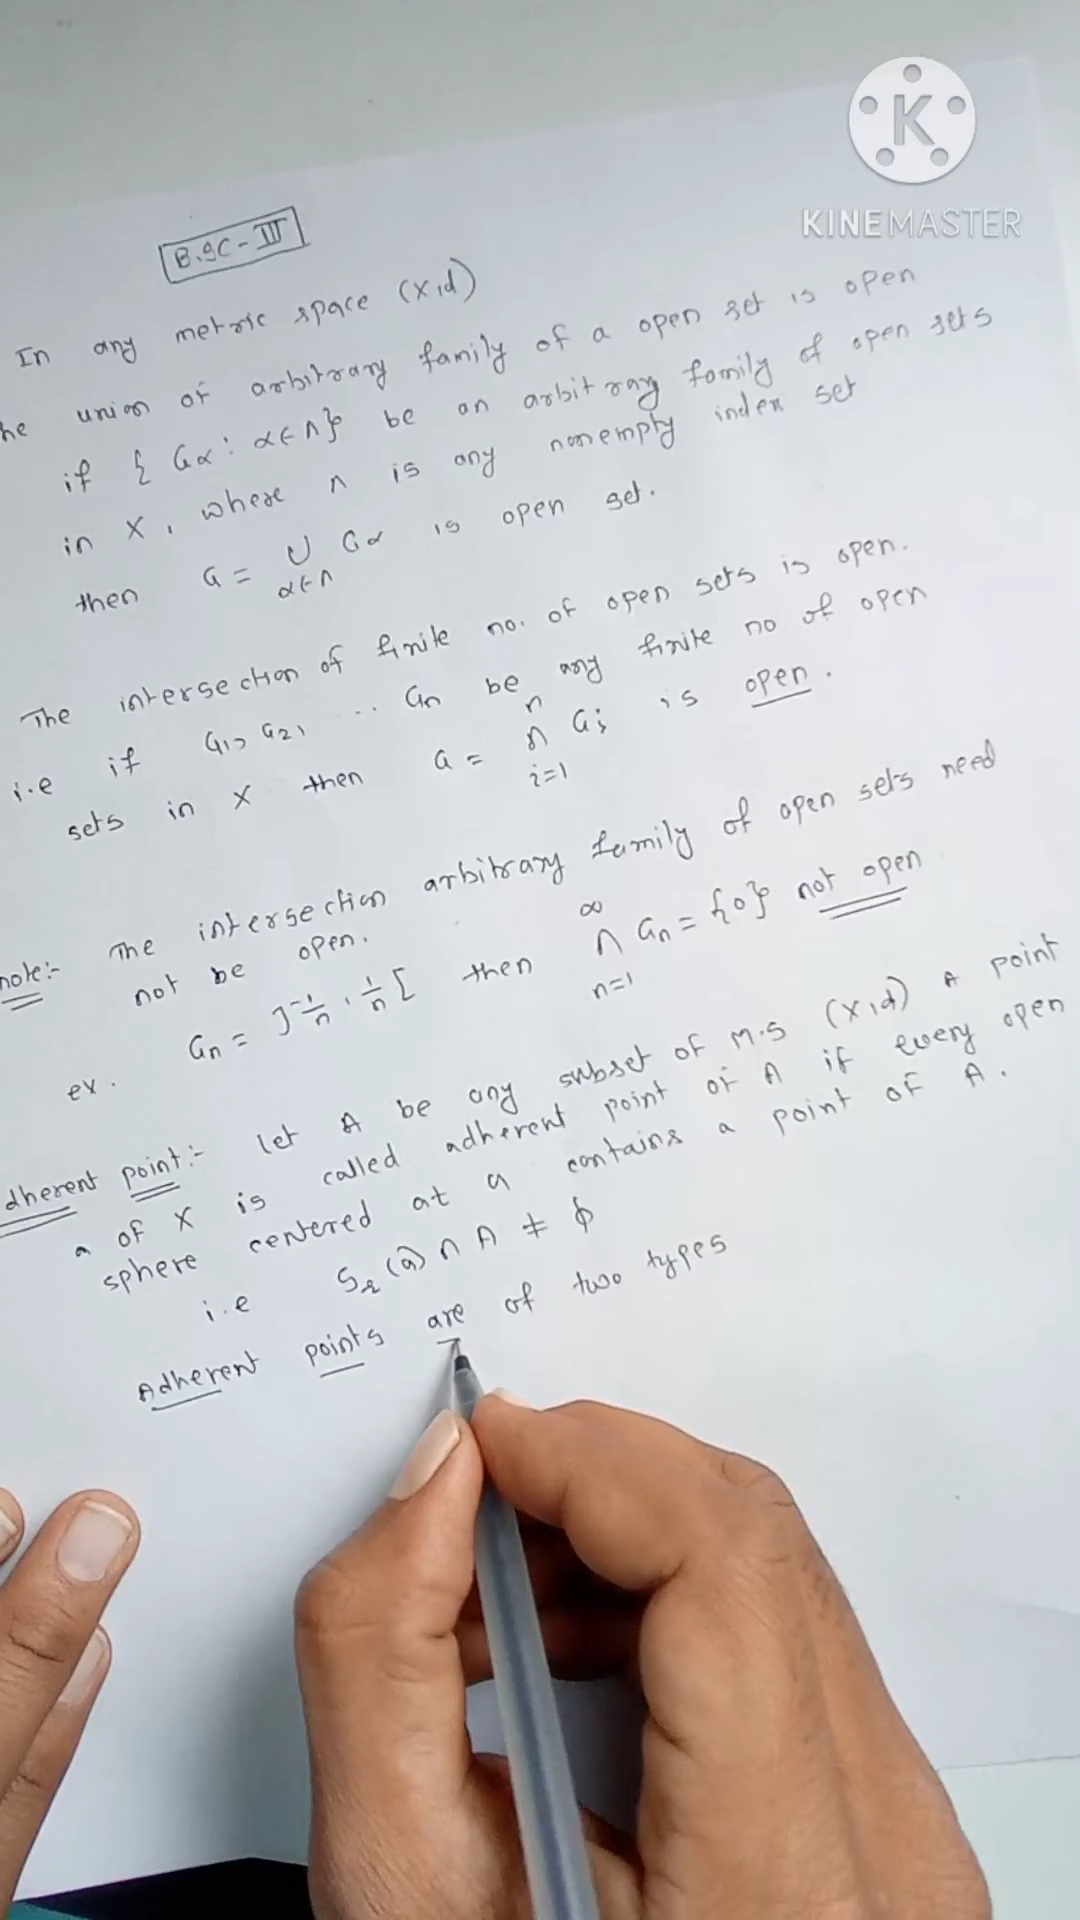 K
KINEMASTER
B.SC-III
In any metric space (X,d)
he union of arbitrary family of a open set is open
if { Gα : α∈Λ} be an arbitray family of open sets
in X, where Λ is any nonempty index set
then G = ∪ Gα is open set.
α∈Λ
The intersection of finite no. of open sets is open.
i.e if G1, G2, ... Gn be any finite no of open
sets in X then G = n∩i=1 Gi is open.
note:- The intersection arbitrary family of open sets need
not be open.
ex. Gn = ]-1/n, 1/n[ then ∞∩n=1 Gn = {0} not open
dherent point:- let A be any subset of M.S (X,d) A point
a of X is called adherent point of A if every open
sphere centered at a contains a point of A.
i.e Sr(a) ∩ A ≠ ϕ
Adherent points are of two types